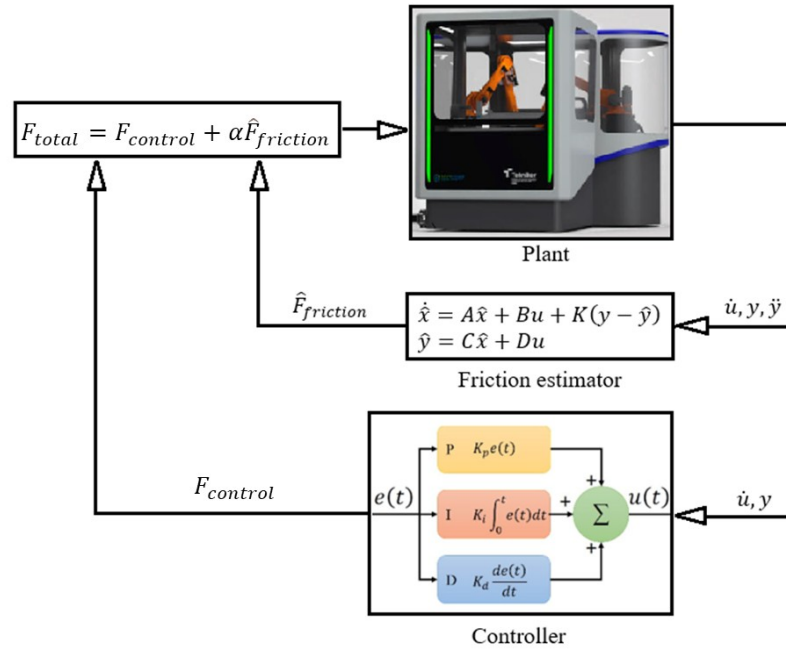 F_total = F_control + αF̂_friction
Plant
F̂_friction
x̂̇ = Ax̂ + Bu + K(y − ŷ)
ŷ = Cx̂ + Du
u̇, y, ÿ
Friction estimator
F_control
e(t)
P K_p e(t)
I K_i ∫₀ᵗ e(t)dt
D K_d de(t)/dt
+
+
+
Σ
u(t)
u̇, y
Controller